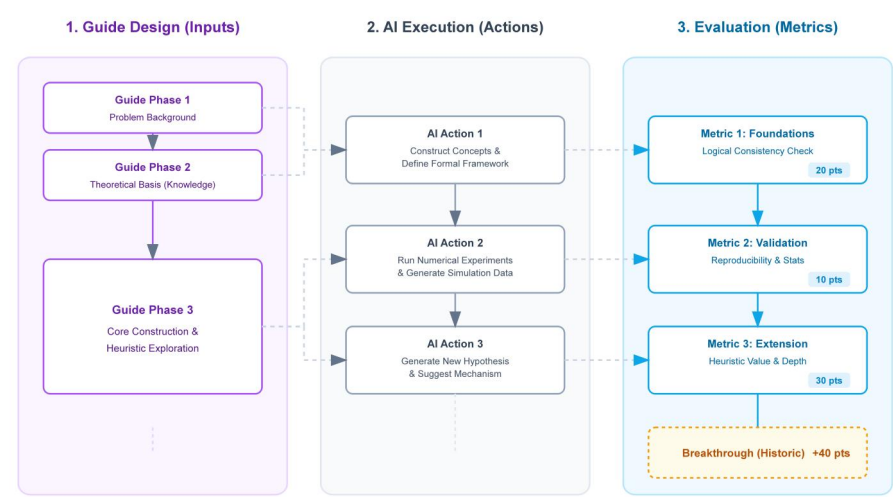 1. Guide Design (Inputs)
Guide Phase 1
Problem Background
Guide Phase 2
Theoretical Basis (Knowledge)
Guide Phase 3
Core Construction &
Heuristic Exploration
2. AI Execution (Actions)
AI Action 1
Construct Concepts &
Define Formal Framework
AI Action 2
Run Numerical Experiments
& Generate Simulation Data
AI Action 3
Generate New Hypothesis
& Suggest Mechanism
3. Evaluation (Metrics)
Metric 1: Foundations
Logical Consistency Check
20 pts
Metric 2: Validation
Reproducibility & Stats
10 pts
Metric 3: Extension
Heuristic Value & Depth
30 pts
Breakthrough (Historic) +40 pts